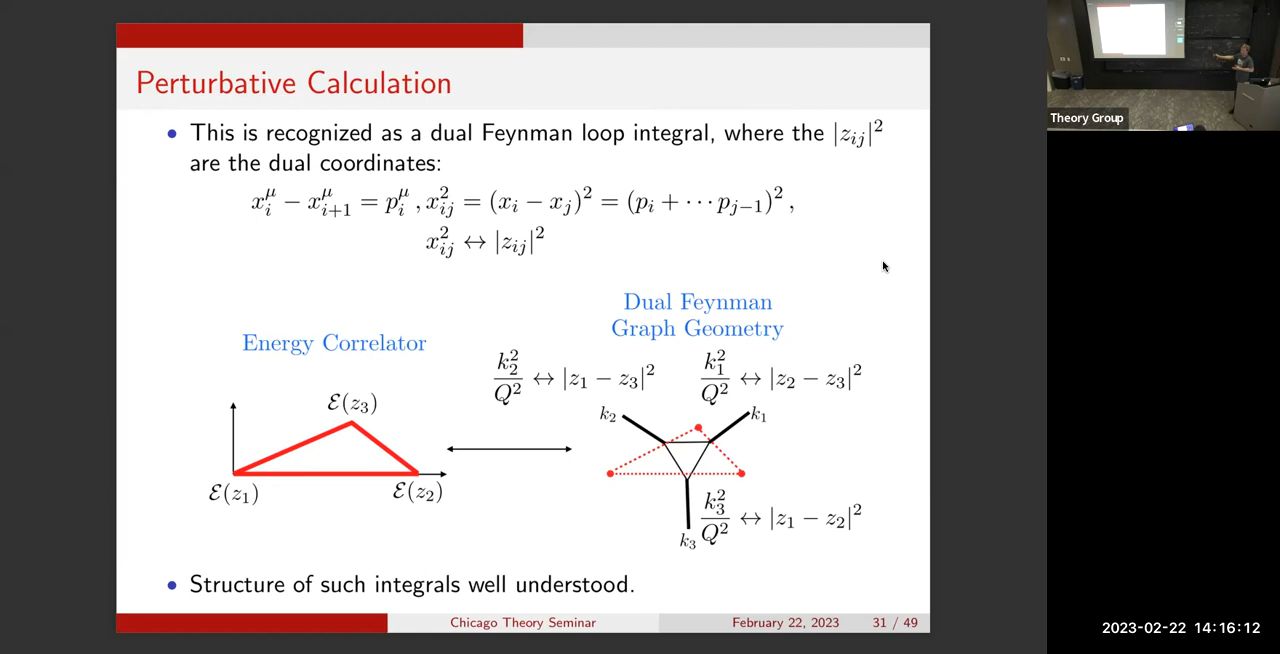 Perturbative Calculation
• This is recognized as a dual Feynman loop integral, where the |z_{ij}|^2
are the dual coordinates:
x_i^μ − x_{i+1}^μ = p_i^μ , x_{ij}^2 = (x_i − x_j)^2 = (p_i + ⋯ p_{j−1})^2 ,
x_{ij}^2 ↔ |z_{ij}|^2
Dual Feynman
Graph Geometry
Energy Correlator
k_2^2/Q^2 ↔ |z_1 − z_3|^2
k_1^2/Q^2 ↔ |z_2 − z_3|^2
ℰ(z_3)
k_2
k_1
ℰ(z_1)
ℰ(z_2)
k_3^2/Q^2 ↔ |z_1 − z_2|^2
k_3
• Structure of such integrals well understood.
Chicago Theory Seminar
February 22, 2023
31 / 49
Theory Group
2023-02-22 14:16:12